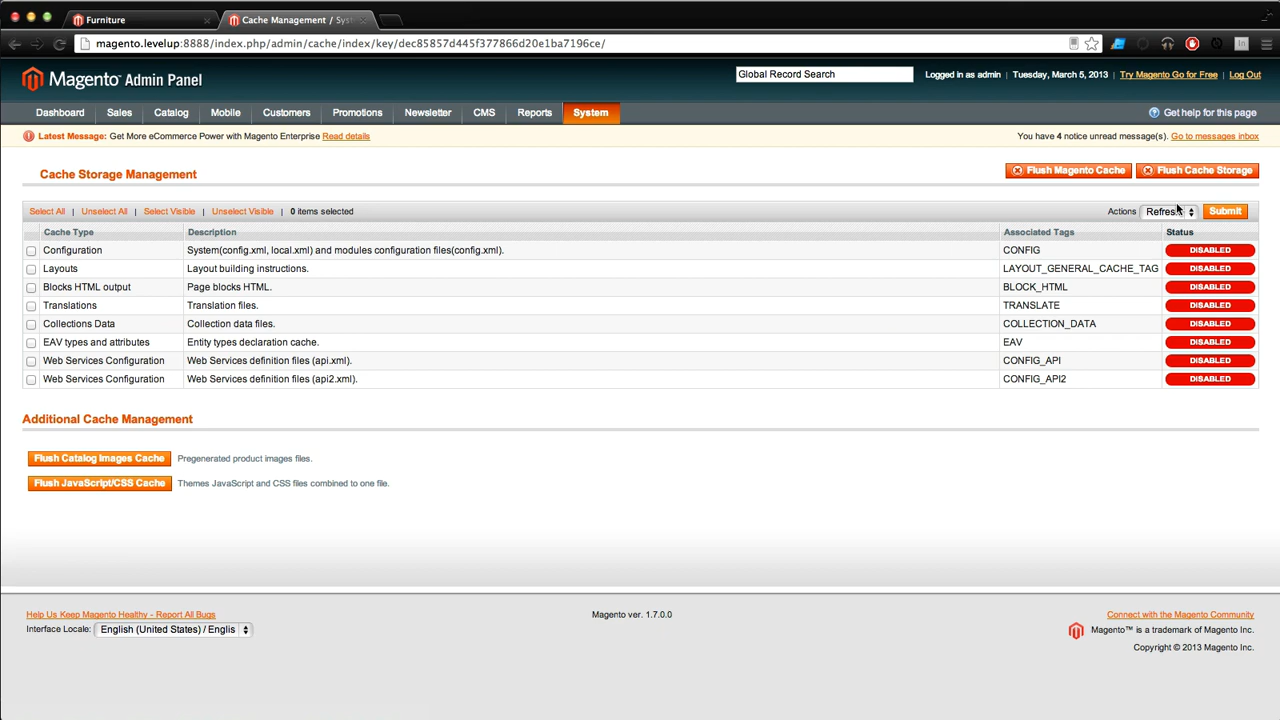 Furniture
Cache Management / Syst
magento.levelup:8888/index.php/admin/cache/index/key/dec85857d445f377866d20e1ba7196ce/
Magento™ Admin Panel
Global Record Search
Logged in as admin | Tuesday, March 5, 2013 | Try Magento Go for Free | Log Out
Dashboard Sales Catalog Mobile Customers Promotions Newsletter CMS Reports System
Get help for this page
Latest Message: Get More eCommerce Power with Magento Enterprise Read details
You have 4 notice unread message(s). Go to messages inbox
Cache Storage Management
Flush Magento Cache Flush Cache Storage
Select All | Unselect All | Select Visible | Unselect Visible | 0 items selected
Actions Refresh Submit
Cache Type Description Associated Tags Status
Configuration System(config.xml, local.xml) and modules configuration files(config.xml). CONFIG DISABLED
Layouts Layout building instructions. LAYOUT_GENERAL_CACHE_TAG DISABLED
Blocks HTML output Page blocks HTML. BLOCK_HTML DISABLED
Translations Translation files. TRANSLATE DISABLED
Collections Data Collection data files. COLLECTION_DATA DISABLED
EAV types and attributes Entity types declaration cache. EAV DISABLED
Web Services Configuration Web Services definition files (api.xml). CONFIG_API DISABLED
Web Services Configuration Web Services definition files (api2.xml). CONFIG_API2 DISABLED
Additional Cache Management
Flush Catalog Images Cache Pregenerated product images files.
Flush JavaScript/CSS Cache Themes JavaScript and CSS files combined to one file.
Help Us Keep Magento Healthy - Report All Bugs
Interface Locale: English (United States) / Englis
Magento ver. 1.7.0.0
Connect with the Magento Community
Magento™ is a trademark of Magento Inc.
Copyright © 2013 Magento Inc.